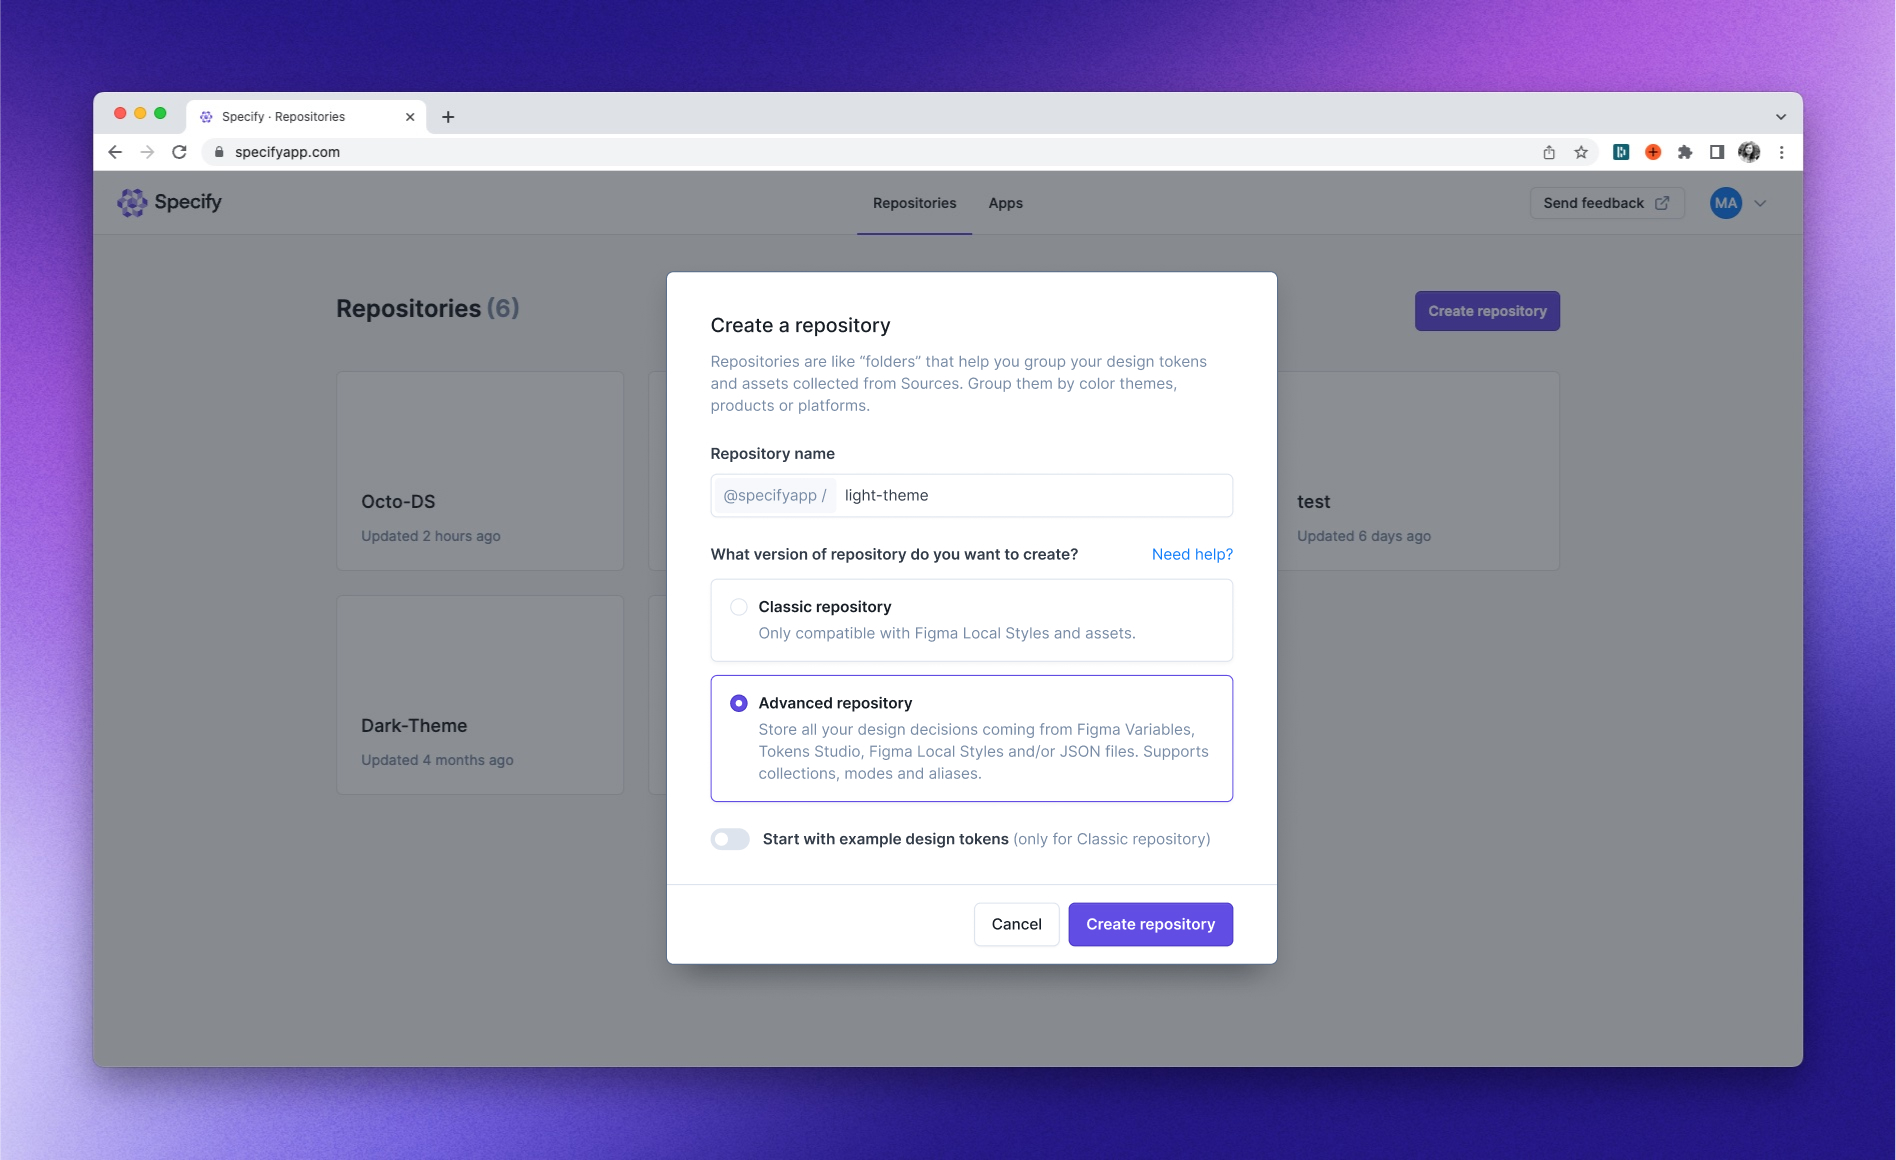 Specify · Repositories
specifyapp.com
Specify
Repositories
Apps
Send feedback
MA
Repositories (6)
Create repository
Octo-DS
Updated 2 hours ago
test
Updated 6 days ago
Dark-Theme
Updated 4 months ago
Create a repository
Repositories are like “folders” that help you group your design tokens
and assets collected from Sources. Group them by color themes,
products or platforms.
Repository name
@specifyapp / light-theme
What version of repository do you want to create? Need help?
Classic repository
Only compatible with Figma Local Styles and assets.
Advanced repository
Store all your design decisions coming from Figma Variables,
Tokens Studio, Figma Local Styles and/or JSON files. Supports
collections, modes and aliases.
Start with example design tokens (only for Classic repository)
Cancel
Create repository